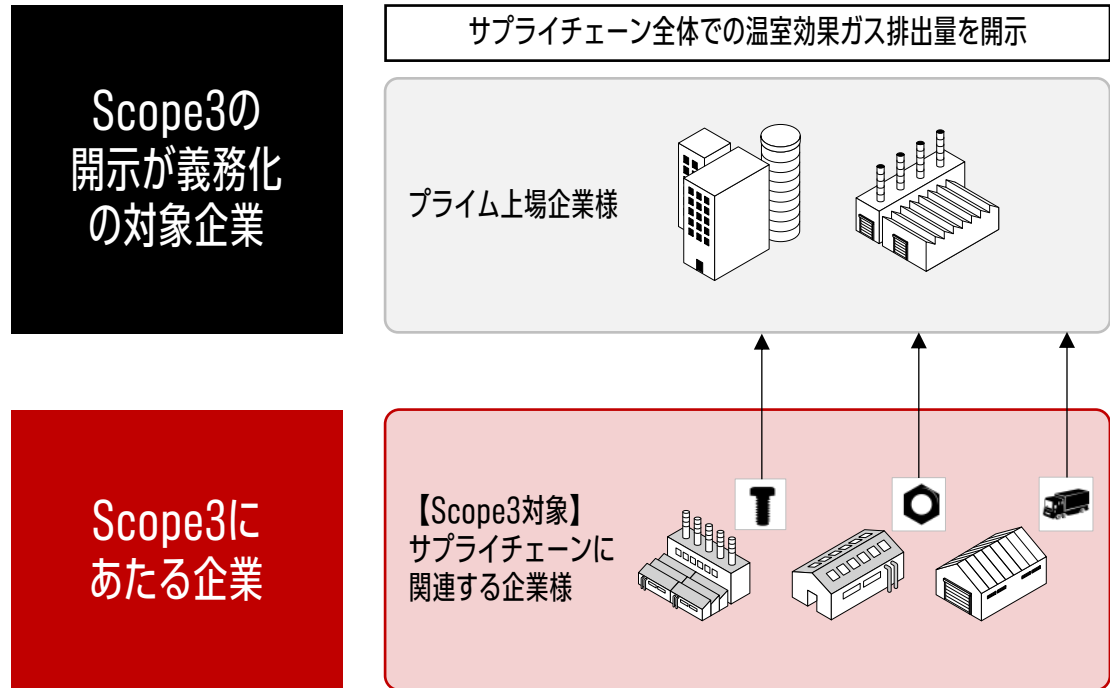 Scope3の
開示が義務化
の対象企業
サプライチェーン全体での温室効果ガス排出量を開示
プライム上場企業様
Scope3に
あたる企業
【Scope3対象】
サプライチェーンに
関連する企業様